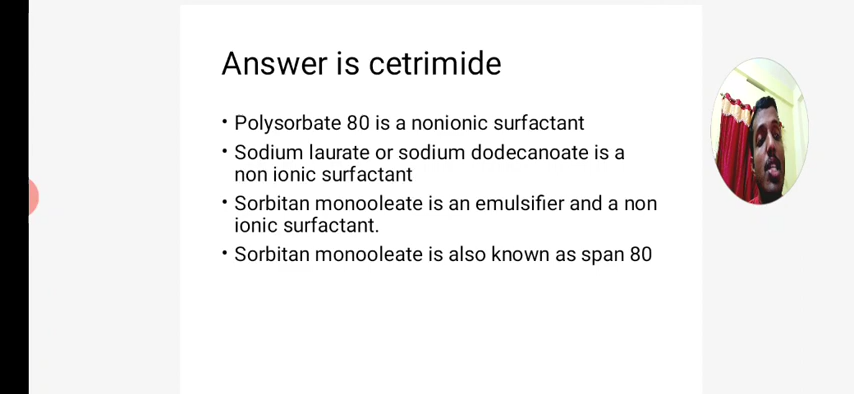 Answer is cetrimide
• Polysorbate 80 is a nonionic surfactant
• Sodium laurate or sodium dodecanoate is a
non ionic surfactant
• Sorbitan monooleate is an emulsifier and a non
ionic surfactant.
• Sorbitan monooleate is also known as span 80